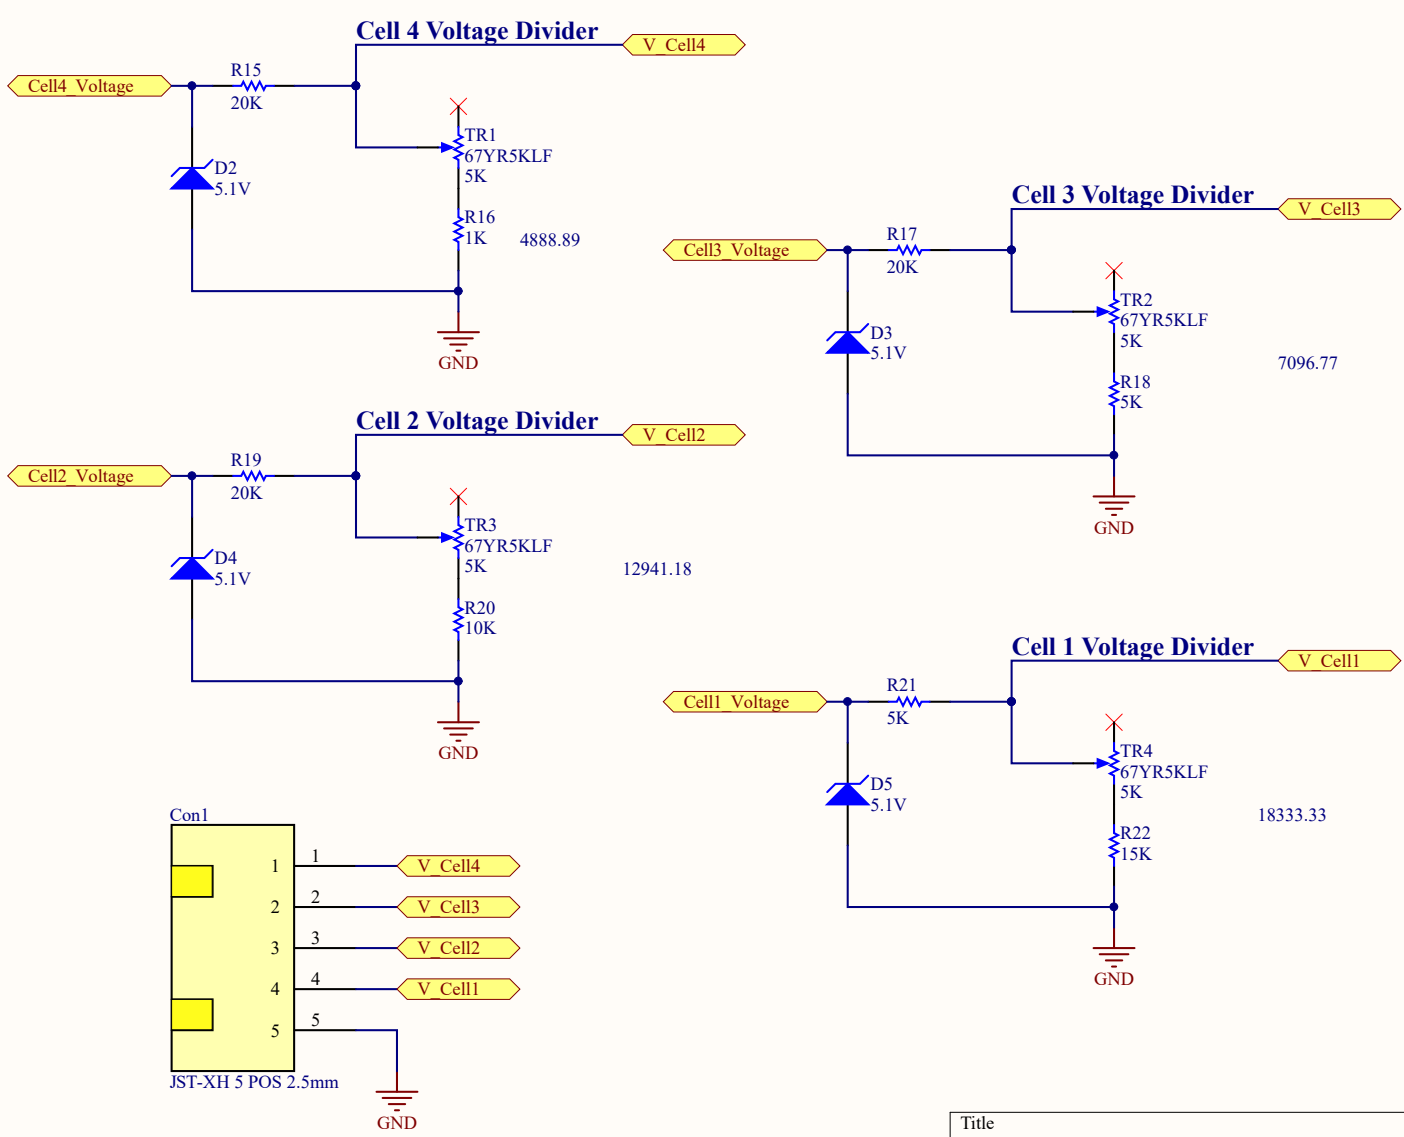 Cell 4 Voltage Divider
V_Cell4
Cell4_Voltage
R15
20K
TR1
67YR5KLF
5K
D2
5.1V
R16
1K
4888.89
GND
Cell 3 Voltage Divider
V_Cell3
Cell3_Voltage
R17
20K
TR2
67YR5KLF
5K
D3
5.1V
R18
5K
7096.77
GND
Cell 2 Voltage Divider
V_Cell2
Cell2_Voltage
R19
20K
TR3
67YR5KLF
5K
D4
5.1V
R20
10K
12941.18
GND
Cell 1 Voltage Divider
V_Cell1
Cell1_Voltage
R21
5K
TR4
67YR5KLF
5K
D5
5.1V
R22
15K
18333.33
GND
Con1
1 1 V_Cell4
2 2 V_Cell3
3 3 V_Cell2
4 4 V_Cell1
5 5
JST-XH 5 POS 2.5mm
GND
Title